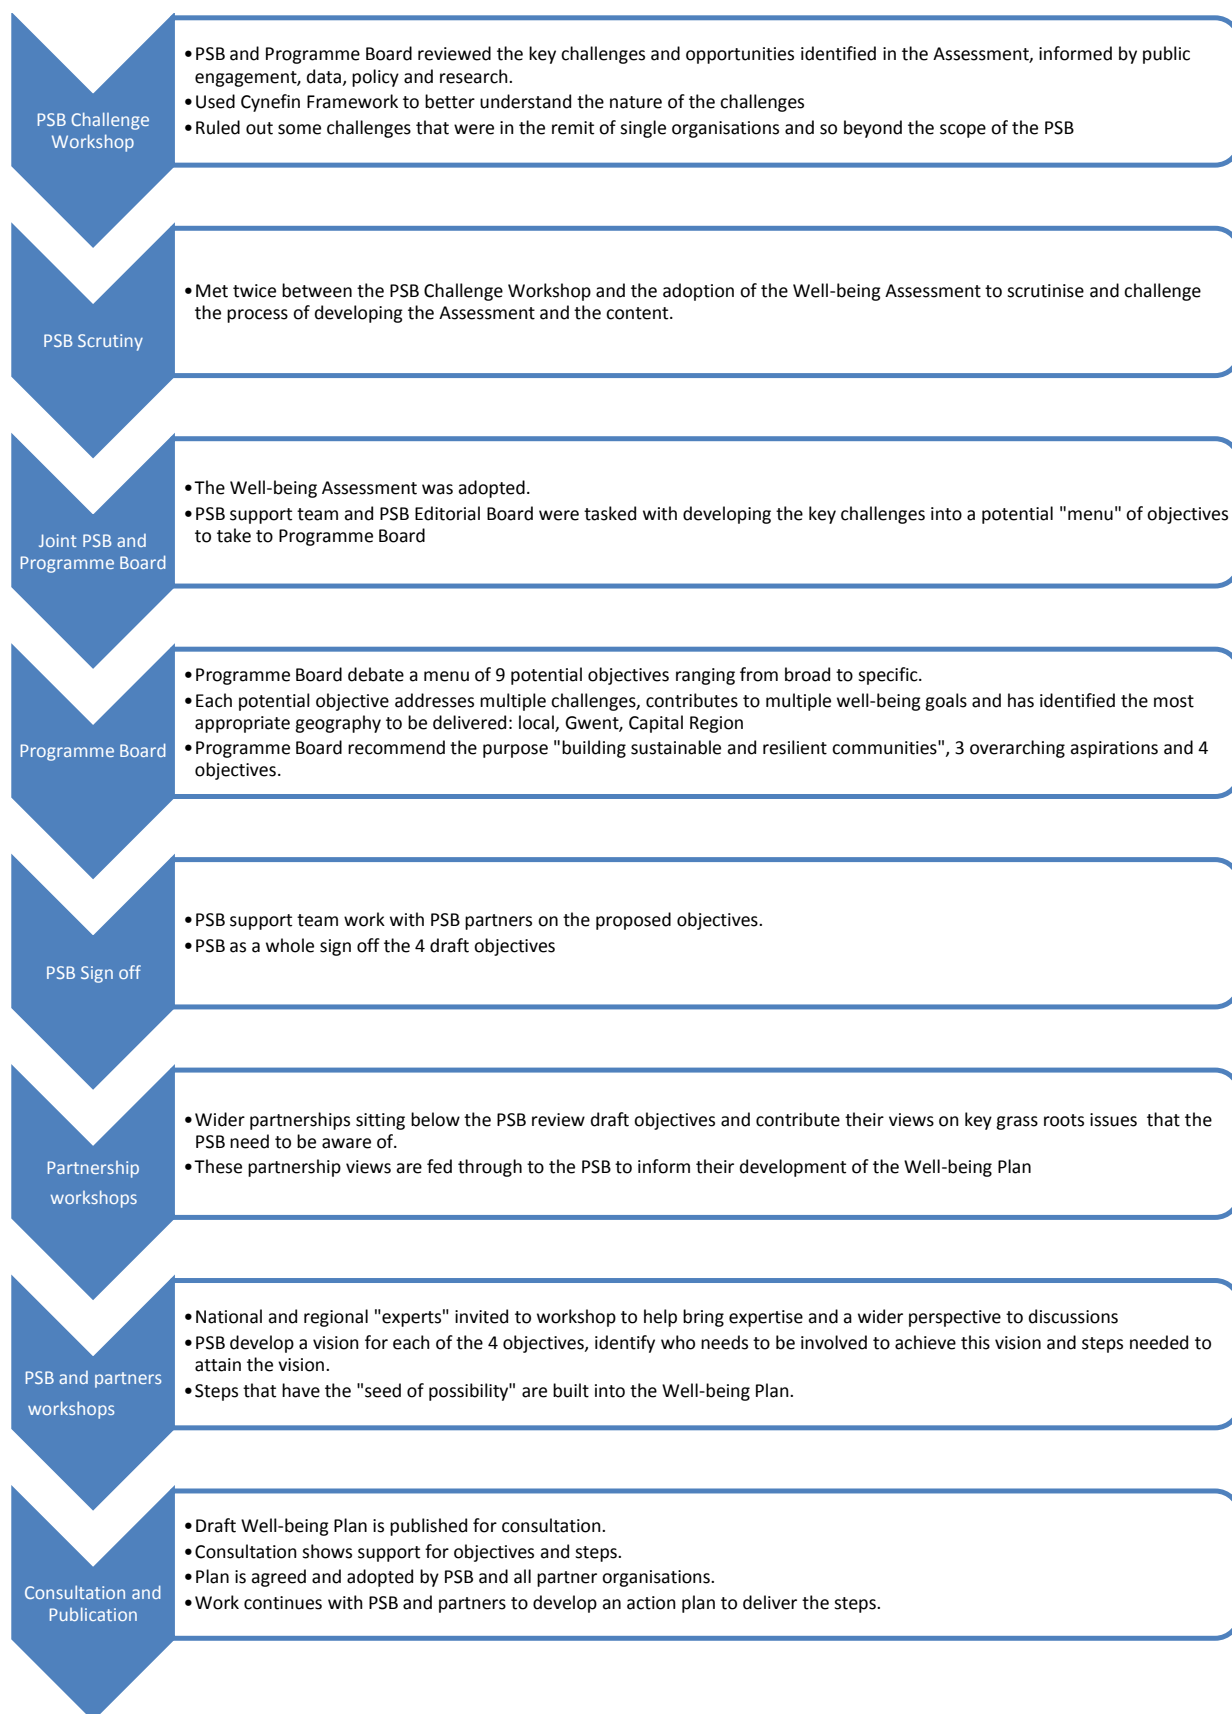 PSB Challenge
Workshop
•PSB and Programme Board reviewed the key challenges and opportunities identified in the Assessment, informed by public
engagement, data, policy and research.
•Used Cynefin Framework to better understand the nature of the challenges
•Ruled out some challenges that were in the remit of single organisations and so beyond the scope of the PSB
PSB Scrutiny
•Met twice between the PSB Challenge Workshop and the adoption of the Well-being Assessment to scrutinise and challenge
the process of developing the Assessment and the content.
Joint PSB and
Programme Board
•The Well-being Assessment was adopted.
•PSB support team and PSB Editorial Board were tasked with developing the key challenges into a potential "menu" of objectives
to take to Programme Board
Programme Board
•Programme Board debate a menu of 9 potential objectives ranging from broad to specific.
•Each potential objective addresses multiple challenges, contributes to multiple well-being goals and has identified the most
appropriate geography to be delivered: local, Gwent, Capital Region
•Programme Board recommend the purpose "building sustainable and resilient communities", 3 overarching aspirations and 4
objectives.
PSB Sign off
•PSB support team work with PSB partners on the proposed objectives.
•PSB as a whole sign off the 4 draft objectives
Partnership
workshops
•Wider partnerships sitting below the PSB review draft objectives and contribute their views on key grass roots issues that the
PSB need to be aware of.
•These partnership views are fed through to the PSB to inform their development of the Well-being Plan
PSB and partners
workshops
•National and regional "experts" invited to workshop to help bring expertise and a wider perspective to discussions
•PSB develop a vision for each of the 4 objectives, identify who needs to be involved to achieve this vision and steps needed to
attain the vision.
•Steps that have the "seed of possibility" are built into the Well-being Plan.
Consultation and
Publication
•Draft Well-being Plan is published for consultation.
•Consultation shows support for objectives and steps.
•Plan is agreed and adopted by PSB and all partner organisations.
•Work continues with PSB and partners to develop an action plan to deliver the steps.